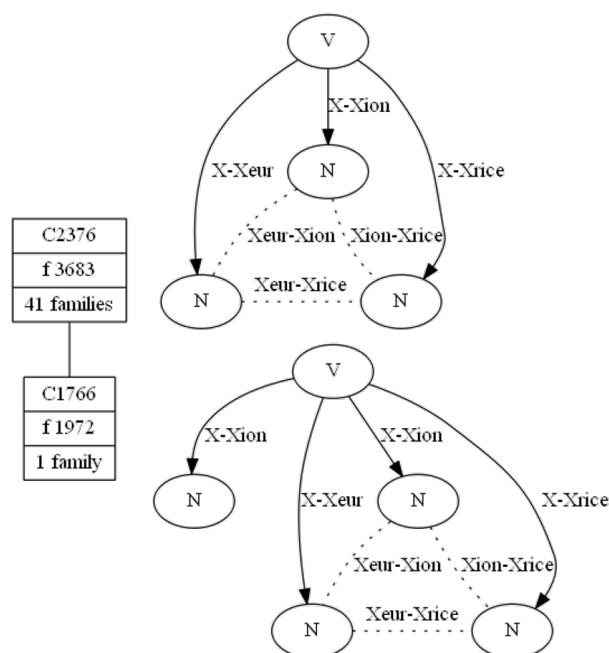 V
X-Xion
N
X-Xeur
X-Xrice
Xeur-Xion
Xion-Xrice
Xeur-Xrice
N
N
C2376
f 3683
41 families
C1766
f 1972
1 family
V
X-Xion
X-Xion
N
X-Xeur
N
X-Xrice
Xeur-Xion
Xion-Xrice
Xeur-Xrice
N
N